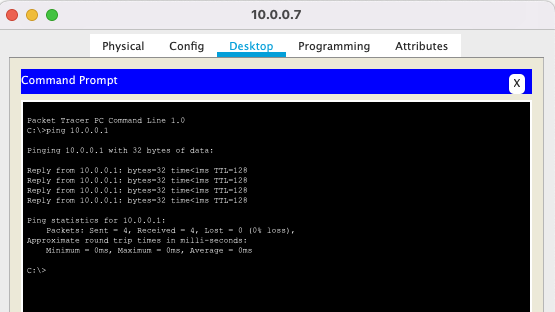 10.0.0.7
Physical Config Desktop Programming Attributes
Command Prompt
X
Packet Tracer PC Command Line 1.0
C:\>ping 10.0.0.1
Pinging 10.0.0.1 with 32 bytes of data:
Reply from 10.0.0.1: bytes=32 time<1ms TTL=128
Reply from 10.0.0.1: bytes=32 time<1ms TTL=128
Reply from 10.0.0.1: bytes=32 time<1ms TTL=128
Reply from 10.0.0.1: bytes=32 time<1ms TTL=128
Ping statistics for 10.0.0.1:
Packets: Sent = 4, Received = 4, Lost = 0 (0% loss),
Approximate round trip times in milli-seconds:
Minimum = 0ms, Maximum = 0ms, Average = 0ms
C:\>